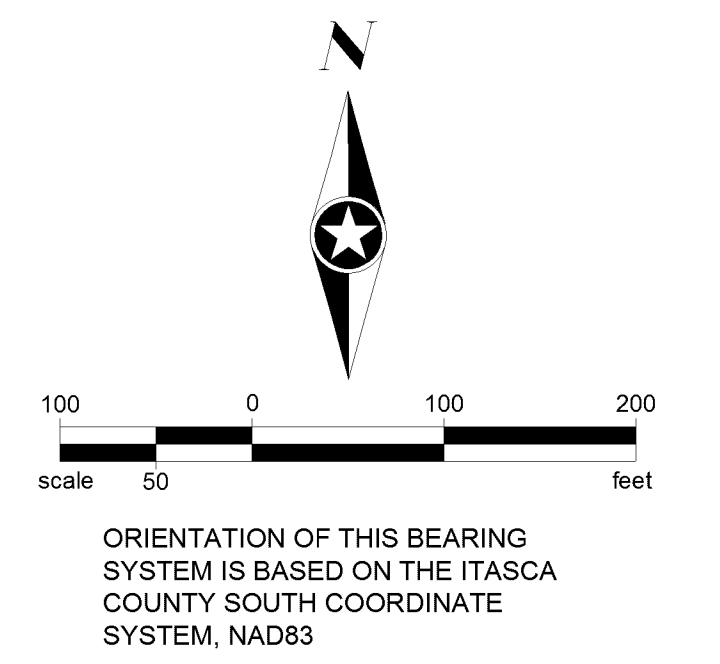 N
100 0 100 200
scale 50 feet
ORIENTATION OF THIS BEARING
SYSTEM IS BASED ON THE ITASCA
COUNTY SOUTH COORDINATE
SYSTEM, NAD83